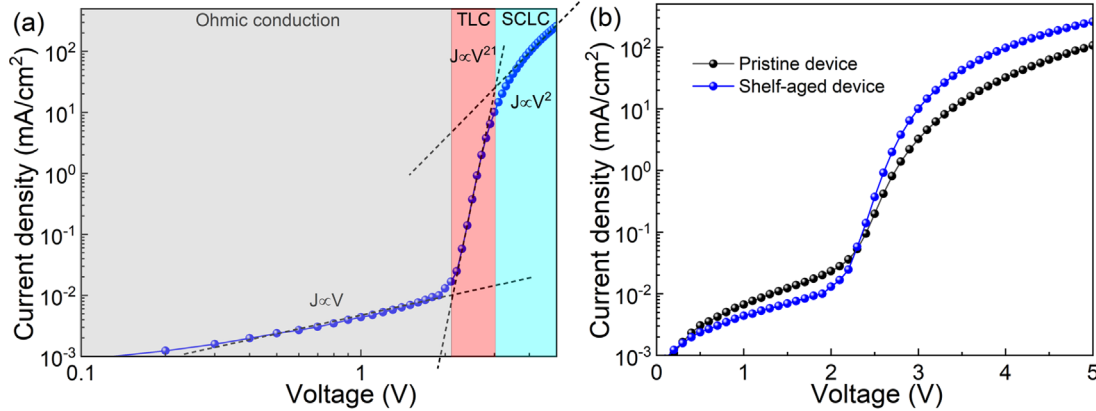 (a)
Ohmic conduction
TLC
SCLC
J∝V²¹
J∝V²
J∝V
Current density (mA/cm²)
10²
10¹
10⁰
10⁻¹
10⁻²
10⁻³
0.1
1
Voltage (V)
(b)
Pristine device
Shelf-aged device
Current density (mA/cm²)
10²
10¹
10⁰
10⁻¹
10⁻²
10⁻³
0 1 2 3 4 5
Voltage (V)